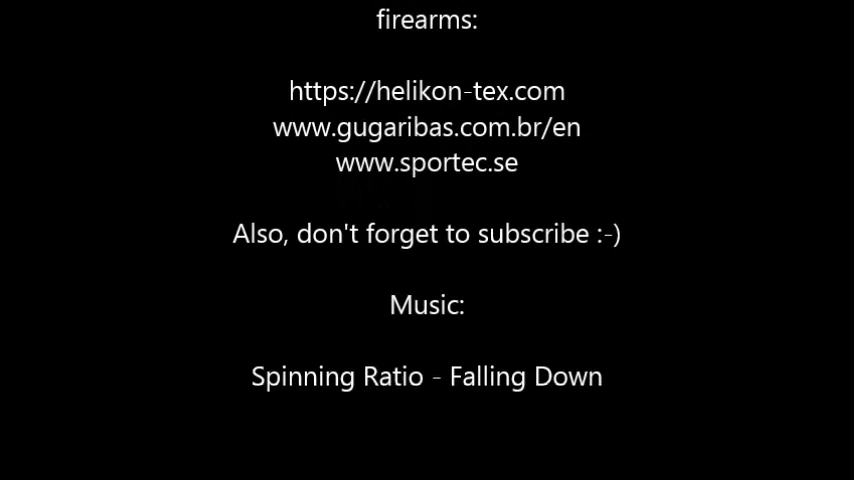 firearms:
https://helikon-tex.com
www.gugaribas.com.br/en
www.sportec.se
Also, don't forget to subscribe :-)
Music:
Spinning Ratio - Falling Down